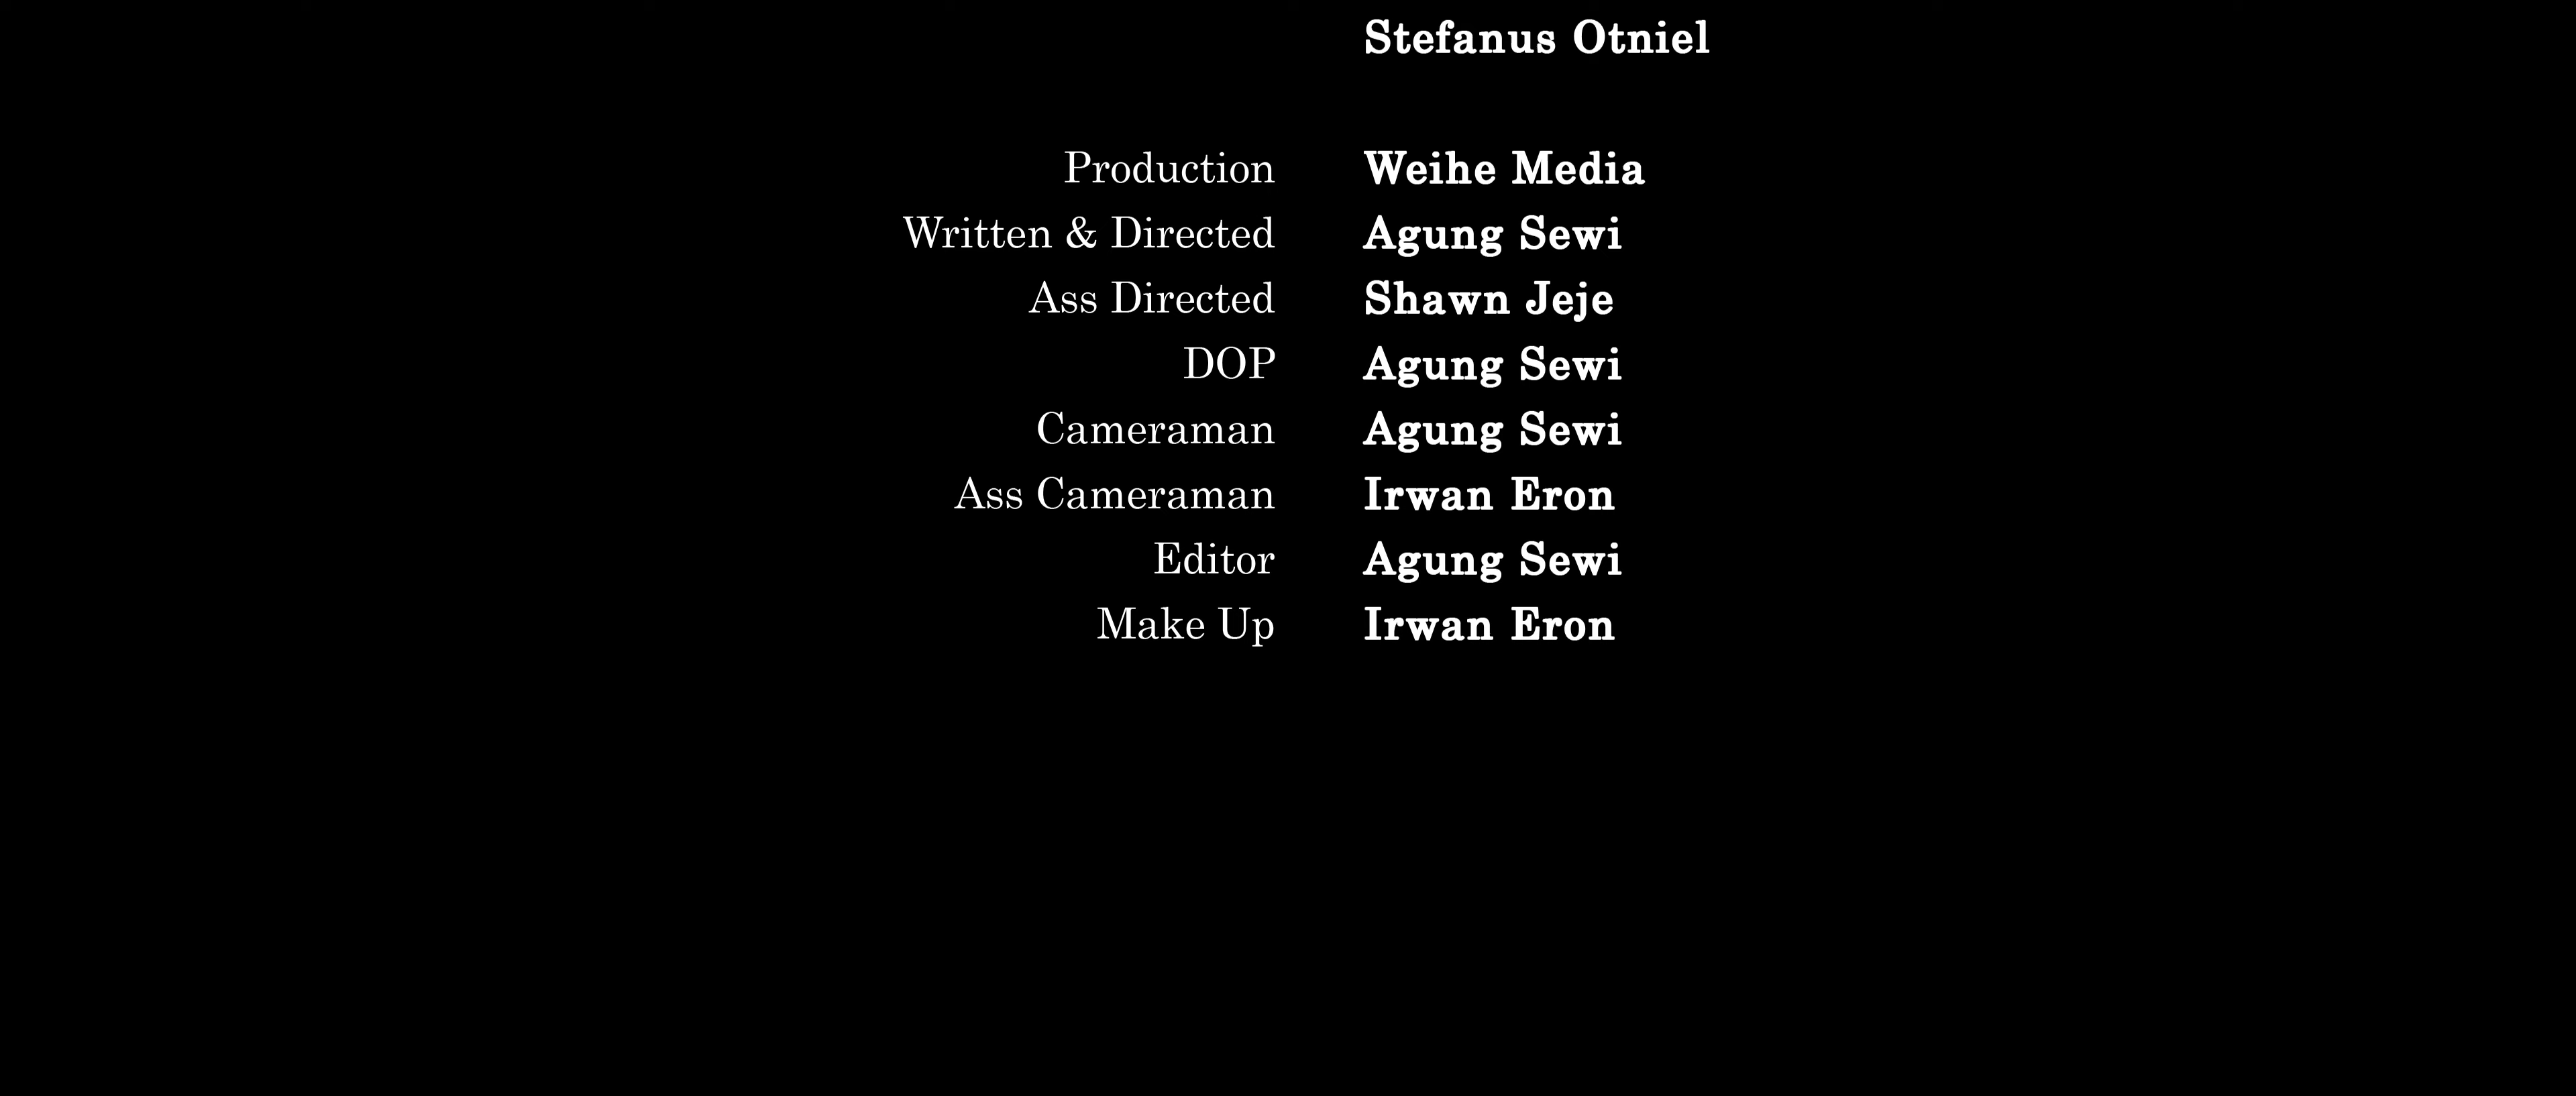 Stefanus Otniel
Production Weihe Media
Written & Directed Agung Sewi
Ass Directed Shawn Jeje
DOP Agung Sewi
Cameraman Agung Sewi
Ass Cameraman Irwan Eron
Editor Agung Sewi
Make Up Irwan Eron